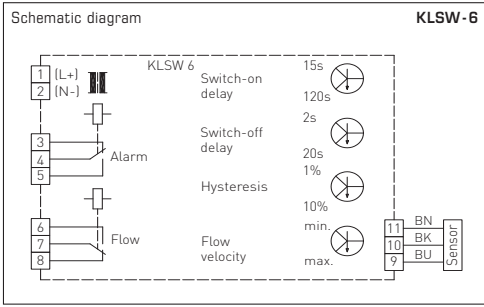 Schematic diagram KLSW-6
KLSW 6
1 (L+)
2 (N-)
Switch-on
delay
15s
120s
3
4
5
Alarm
Switch-off
delay
2s
20s
Hysteresis
1%
10%
6
7
8
Flow
Flow
velocity
min.
max.
11 BN
10 BK
9 BU
Sensor